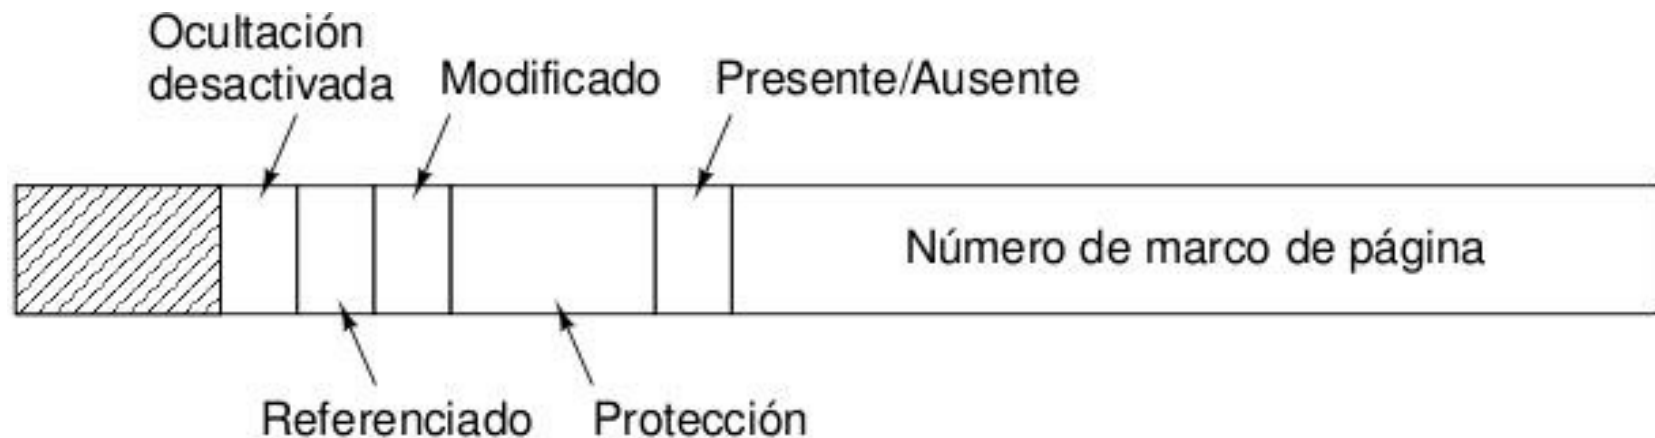 Ocultación
desactivada
Modificado
Presente/Ausente
Número de marco de página
Referenciado
Protección